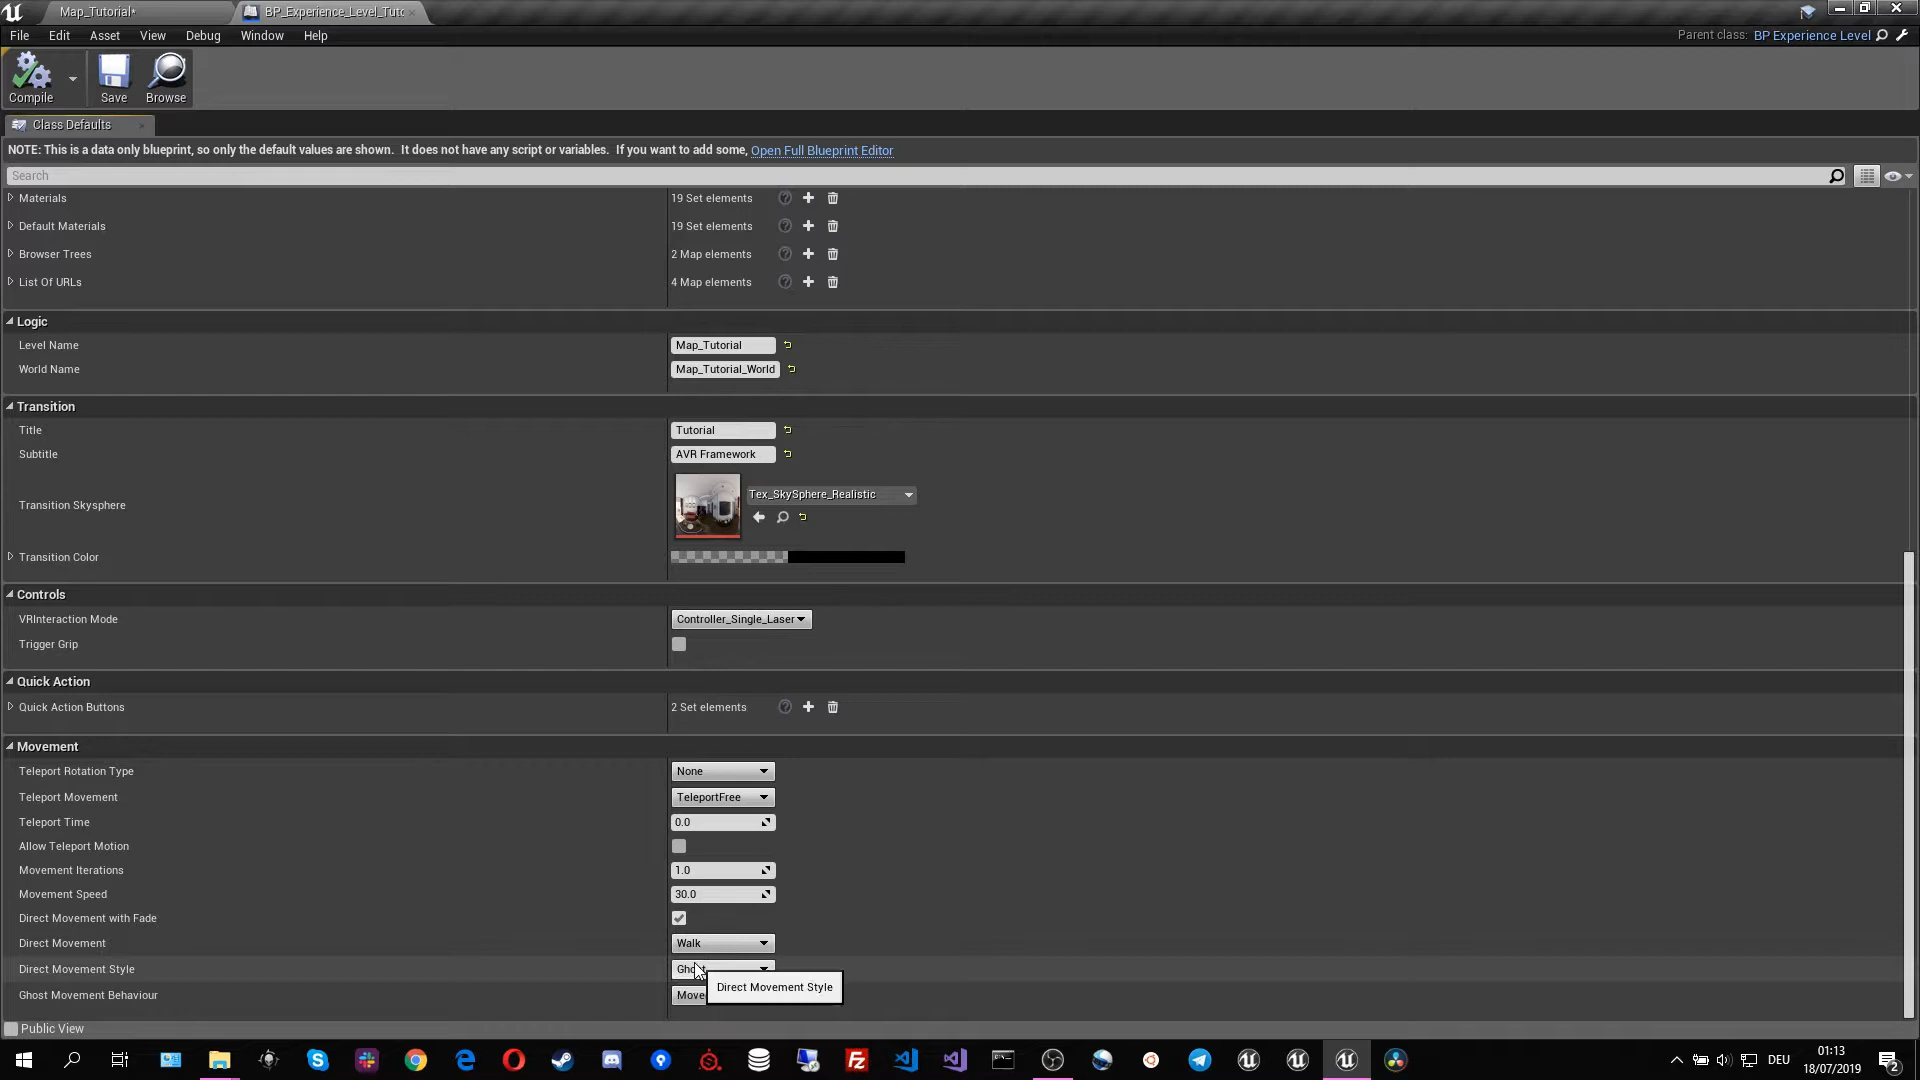 Map_Tutorial*
BP_Experience_Level_Tuto
File Edit Asset View Debug Window Help
Parent class: BP Experience Level
Compile Save Browse
Class Defaults
NOTE: This is a data only blueprint, so only the default values are shown. It does not have any script or variables. If you want to add some, Open Full Blueprint Editor
Search
Materials 19 Set elements
Default Materials 19 Set elements
Browser Trees 2 Map elements
List Of URLs 4 Map elements
Logic
Level Name Map_Tutorial
World Name Map_Tutorial_World
Transition
Title Tutorial
Subtitle AVR Framework
Transition Skysphere Tex_SkySphere_Realistic
Transition Color
Controls
VRInteraction Mode Controller_Single_Laser
Trigger Grip
Quick Action
Quick Action Buttons 2 Set elements
Movement
Teleport Rotation Type None
Teleport Movement TeleportFree
Teleport Time 0.0
Allow Teleport Motion
Movement Iterations 1.0
Movement Speed 30.0
Direct Movement with Fade
Direct Movement Walk
Direct Movement Style Ghost
Direct Movement Style
Ghost Movement Behaviour Move
Public View
DEU
01:13
18/07/2019
2